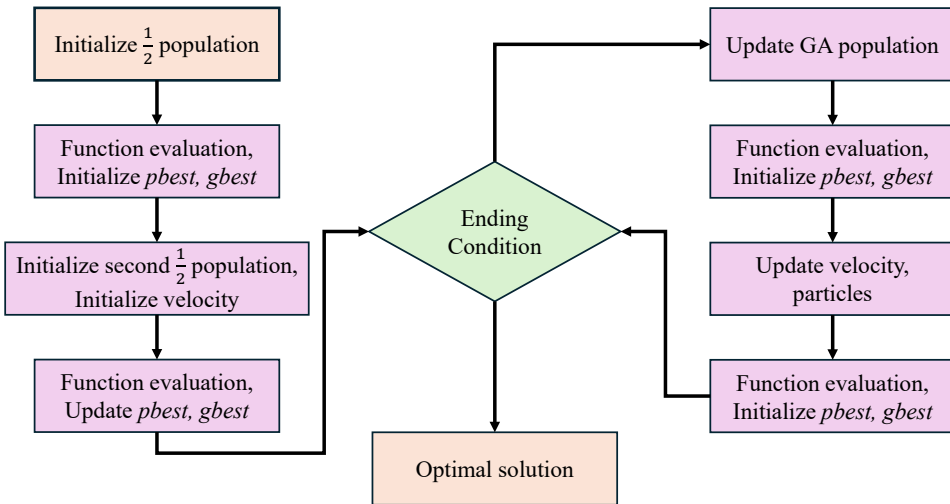 Initialize 1/2 population
Function evaluation,
Initialize pbest, gbest
Initialize second 1/2 population,
Initialize velocity
Function evaluation,
Update pbest, gbest
Ending
Condition
Optimal solution
Update GA population
Function evaluation,
Initialize pbest, gbest
Update velocity,
particles
Function evaluation,
Initialize pbest, gbest